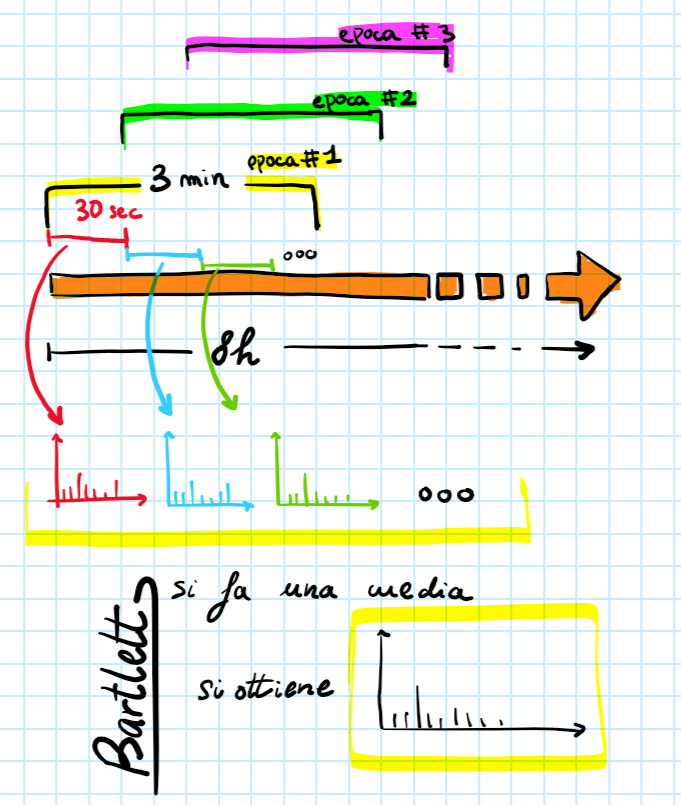 epoca #3
epoca #2
epoca #1
3 min
30 sec
ooo
8h
ooo
Bartlett
si fa una media
si ottiene